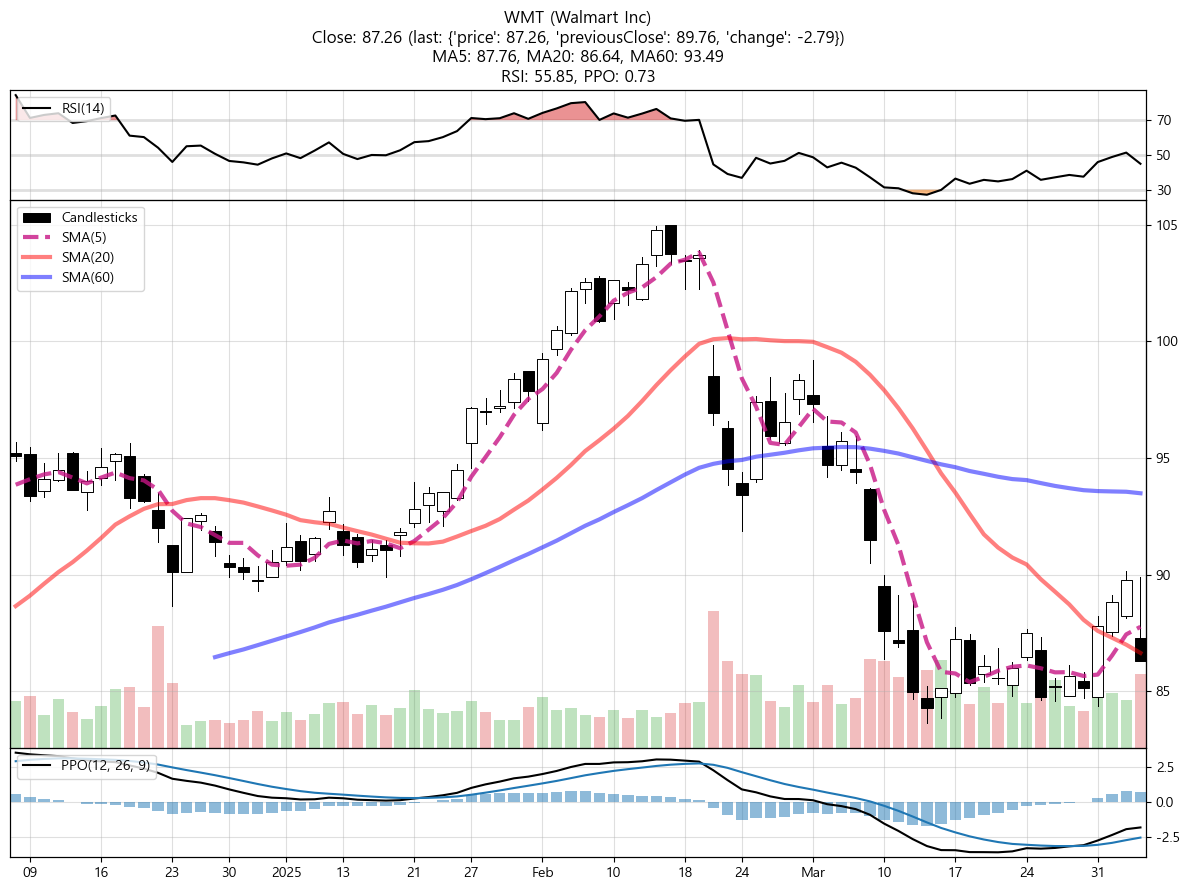 WMT (Walmart Inc)
Close: 87.26 (last: {'price': 87.26, 'previousClose': 89.76, 'change': -2.79})
MA5: 87.76, MA20: 86.64, MA60: 93.49
RSI: 55.85, PPO: 0.73
RSI(14)
70
50
30
Candlesticks
SMA(5)
SMA(20)
SMA(60)
105
100
95
90
85
PPO(12, 26, 9)
2.5
0.0
−2.5
09 16 23 30 2025 13 21 27 Feb 10 18 24 Mar 10 17 24 31